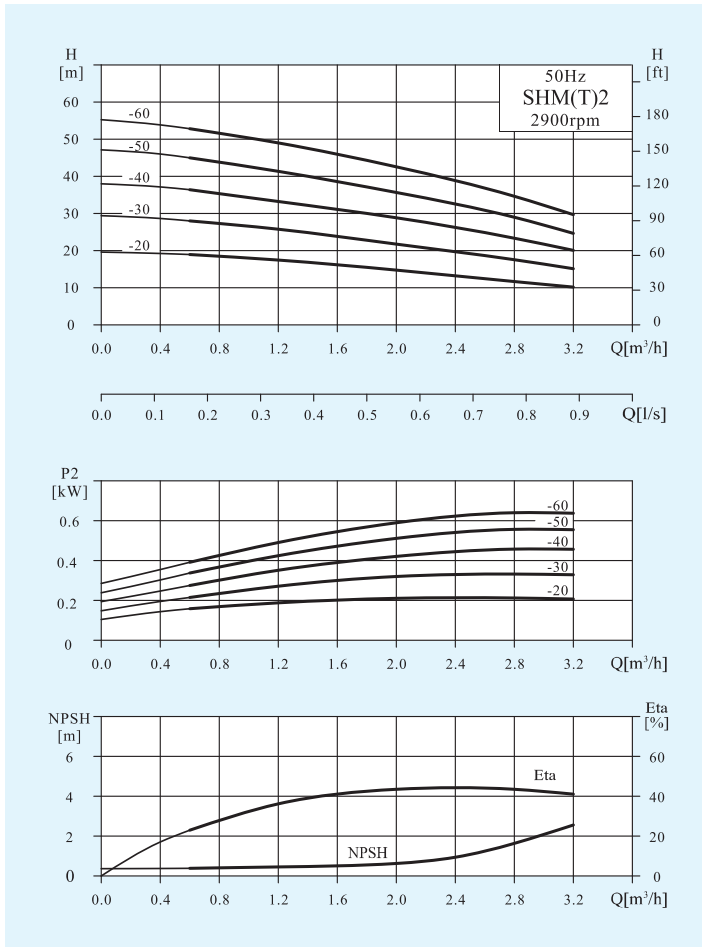 H
[m]
H
[ft]
50Hz
SHM(T)2
2900rpm
60
50
40
30
20
10
0
180
150
120
90
60
30
0
-60
-50
-40
-30
-20
0.0 0.4 0.8 1.2 1.6 2.0 2.4 2.8 3.2 Q[m³/h]
0.0 0.1 0.2 0.3 0.4 0.5 0.6 0.7 0.8 0.9 Q[l/s]
P2
[kW]
0.6
0.4
0.2
0
-60
-50
-40
-30
-20
0.0 0.4 0.8 1.2 1.6 2.0 2.4 2.8 3.2 Q[m³/h]
NPSH
[m]
Eta
[%]
6
4
2
0
60
40
20
0
Eta
NPSH
0.0 0.4 0.8 1.2 1.6 2.0 2.4 2.8 3.2 Q[m³/h]